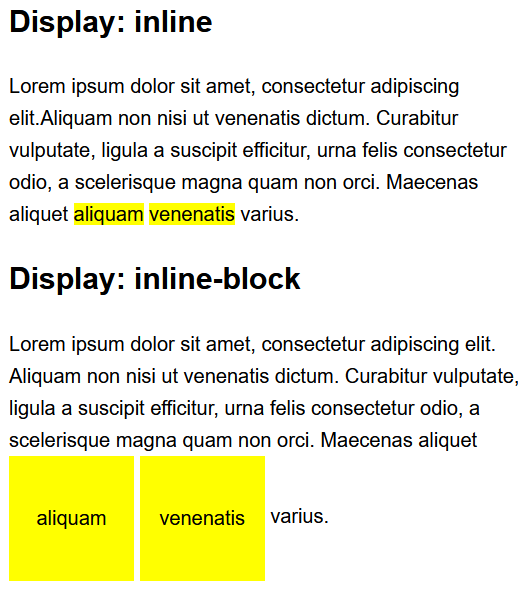 Display: inline
Lorem ipsum dolor sit amet, consectetur adipiscing
elit.Aliquam non nisi ut venenatis dictum. Curabitur
vulputate, ligula a suscipit efficitur, urna felis consectetur
odio, a scelerisque magna quam non orci. Maecenas
aliquet aliquam venenatis varius.
Display: inline-block
Lorem ipsum dolor sit amet, consectetur adipiscing elit.
Aliquam non nisi ut venenatis dictum. Curabitur vulputate,
ligula a suscipit efficitur, urna felis consectetur odio, a
scelerisque magna quam non orci. Maecenas aliquet
aliquam venenatis varius.